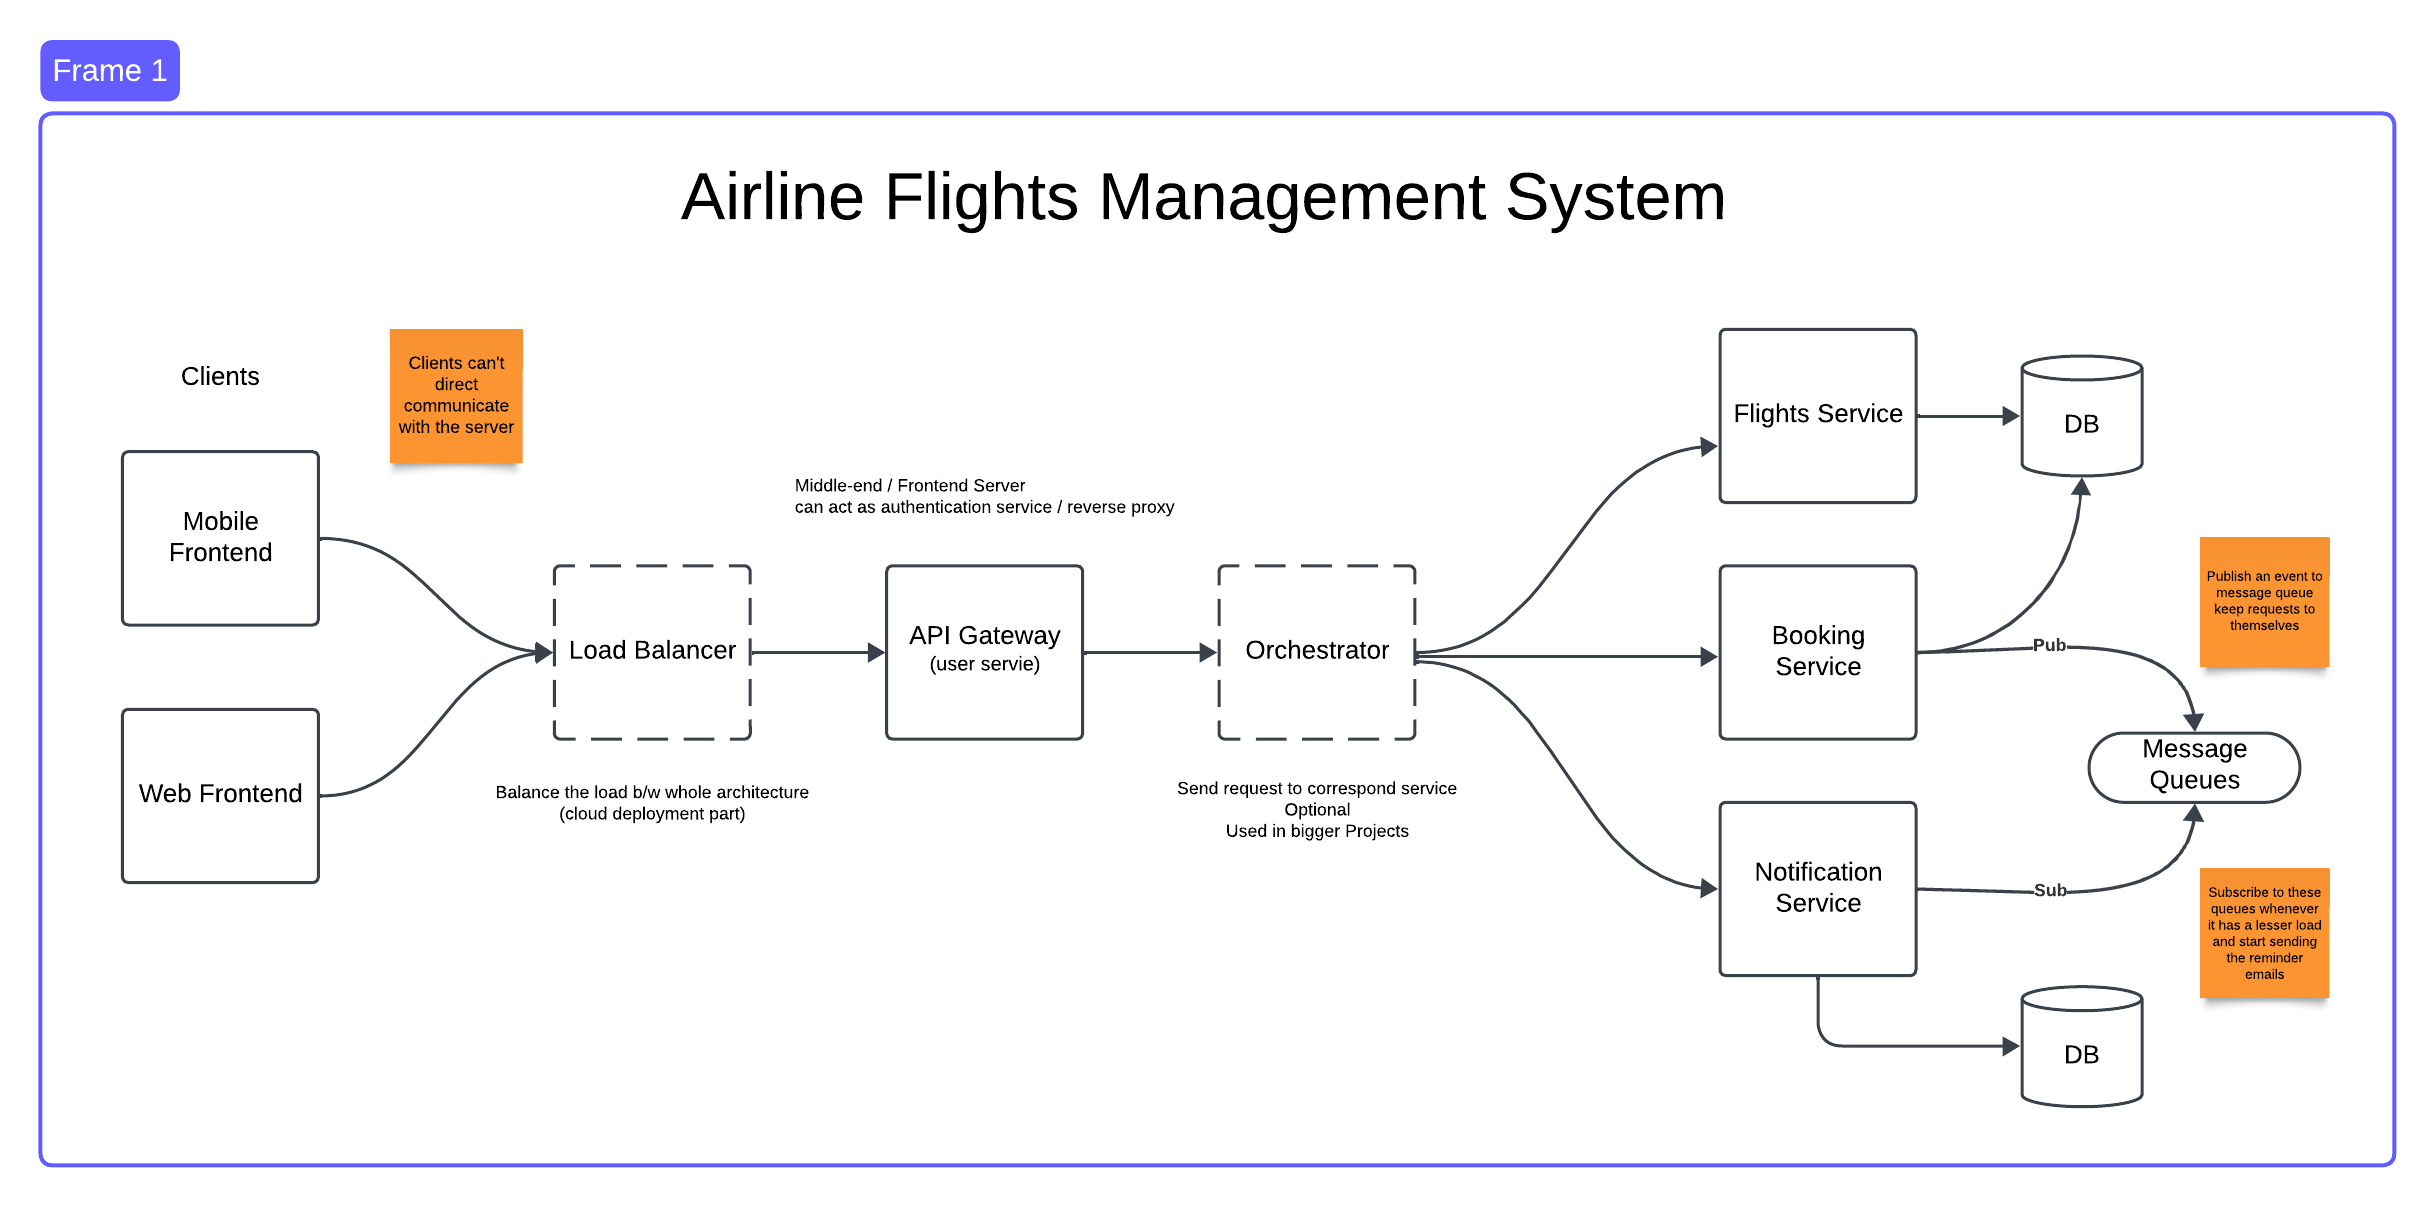 Frame 1
Airline Flights Management System
Clients
Clients can't
direct
communicate
with the server
Mobile
Frontend
Web Frontend
Load Balancer
Balance the load b/w whole architecture
(cloud deployment part)
Middle-end / Frontend Server
can act as authentication service / reverse proxy
API Gateway
(user servie)
Orchestrator
Send request to correspond service
Optional
Used in bigger Projects
Flights Service
DB
Booking
Service
Pub
Publish an event to
message queue
keep requests to
themselves
Message
Queues
Notification
Service
Sub
Subscribe to these
queues whenever
it has a lesser load
and start sending
the reminder
emails
DB